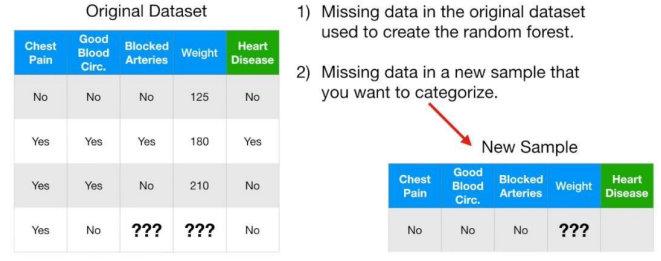 Original Dataset
Chest Pain Good Blood Circ. Blocked Arteries Weight Heart Disease
No No No 125 No
Yes Yes Yes 180 Yes
Yes Yes No 210 No
Yes No ??? ??? No
1) Missing data in the original dataset
used to create the random forest.
2) Missing data in a new sample that
you want to categorize.
New Sample
Chest Pain Good Blood Circ. Blocked Arteries Weight Heart Disease
No No No ???